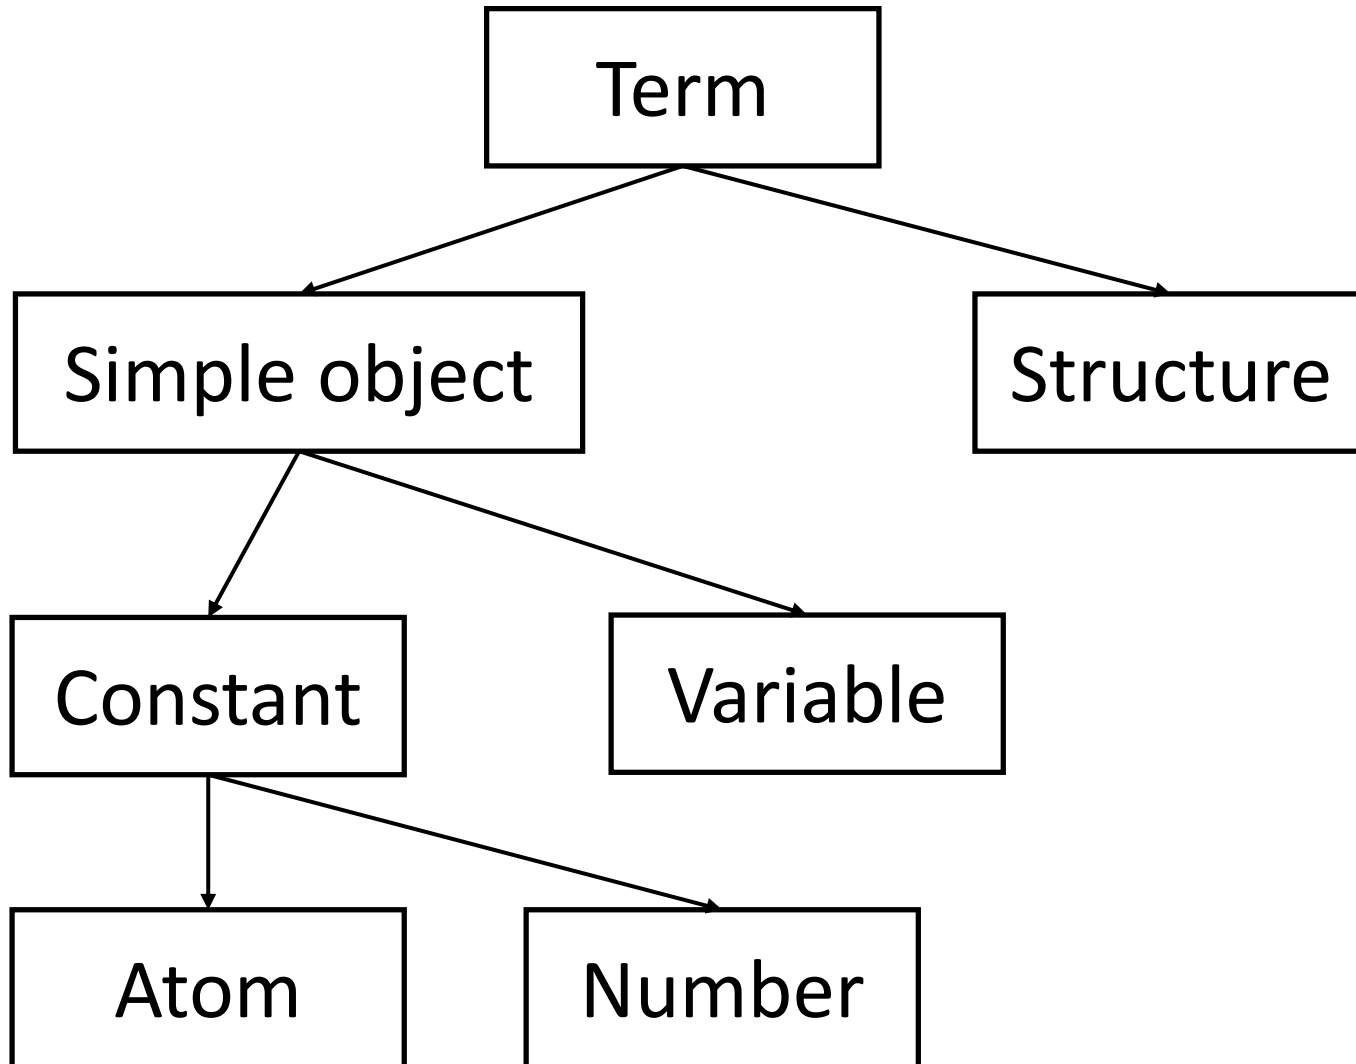 Term
Simple object
Structure
Constant
Variable
Atom
Number